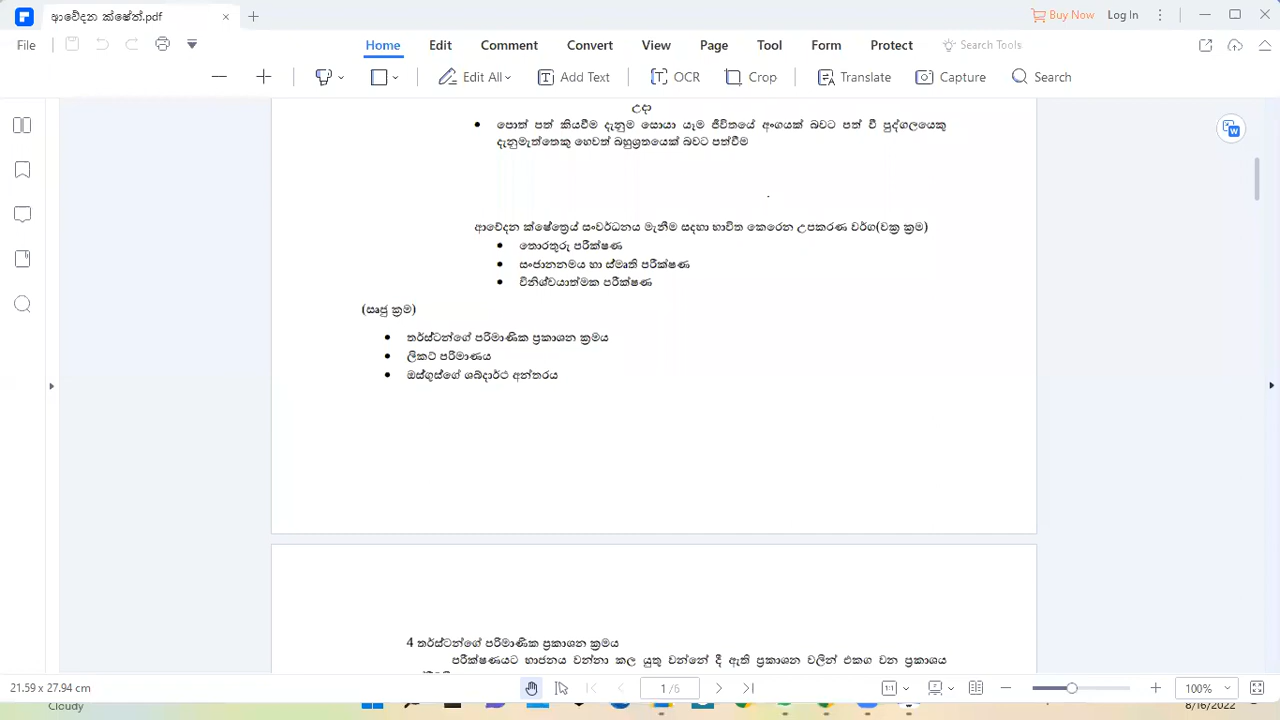 ආවේදන ක්ෂේත්.pdf
Buy Now
Log In
File
Home
Edit
Comment
Convert
View
Page
Tool
Form
Protect
Search Tools
Edit All
Add Text
OCR
Crop
Translate
Capture
Search
උදා
පොත් පත් කියවීම දැනුම සොයා යෑම ජීවිතයේ අංගයක් බවට පත් වී පුද්ගලයෙකු
දැනුමැත්තෙකු හෙවත් බහුශ්‍රැතයෙක් බවට පත්වීම
ආවේදන ක්ෂේත්‍රෙය් සංවර්ධනය මැනීම සඳහා භාවිත කෙරෙන උපකරණ වර්ග(වක්‍ර ක්‍රම)
තොරතුරු පරීක්ෂණ
සංජානනමය හා ස්මෘති පරීක්ෂණ
විනිශ්චයාත්මක පරීක්ෂණ
(සෘජු ක්‍රම)
තර්ස්ටන්ගේ පරිමාණික ප්‍රකාශන ක්‍රමය
ලිකට් පරිමාණය
ඔස්ගුස්ගේ ශබ්දාර්ථ අන්තරය
4 තර්ස්ටන්ගේ පරිමාණික ප්‍රකාශන ක්‍රමය
පරීක්ෂණයට භාජනය වන්නා කල යුතු වන්නේ දී ඇති ප්‍රකාශන වලින් එකග වන ප්‍රකාශය
21.59 x 27.94 cm
1 /6
100%
Cloudy
8/16/2022